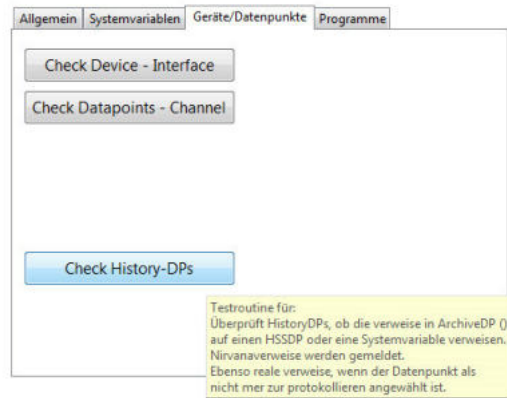 Allgemein Systemvariablen Geräte/Datenpunkte Programme
Check Device - Interface
Check Datapoints - Channel
Check History-DPs
Testroutine für:
Überprüft HistoryDPs, ob die verweise in ArchiveDP ()
auf einen HSSDP oder eine Systemvariable verweisen.
Nirvanaverweise werden gemeldet.
Ebenso reale verweise, wenn der Datenpunkt als
nicht mer zur protokollieren angewählt ist.